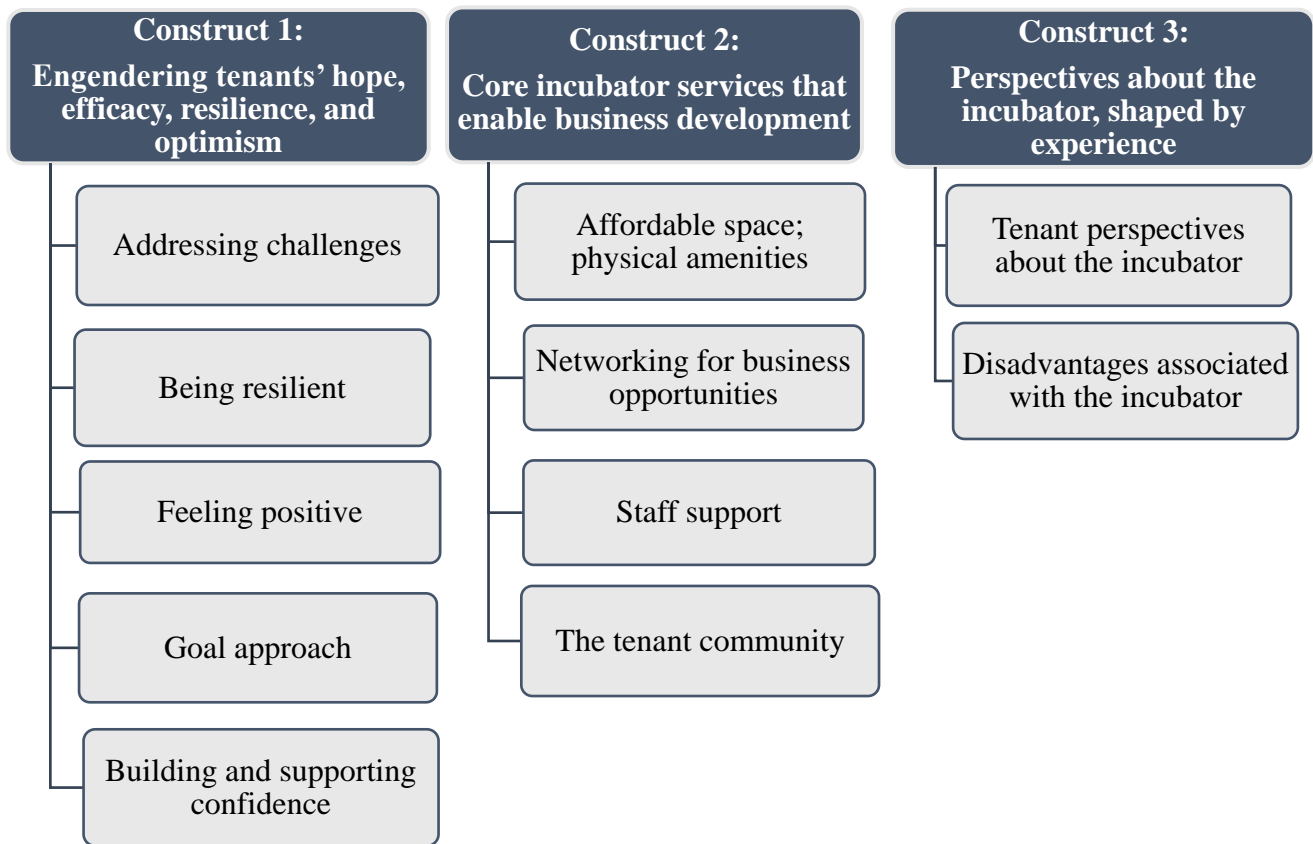 Construct 1:
Engendering tenants’ hope,
efficacy, resilience, and
optimism
Addressing challenges
Being resilient
Feeling positive
Goal approach
Building and supporting
confidence
Construct 2:
Core incubator services that
enable business development
Affordable space;
physical amenities
Networking for business
opportunities
Staff support
The tenant community
Construct 3:
Perspectives about the
incubator, shaped by
experience
Tenant perspectives
about the incubator
Disadvantages associated
with the incubator